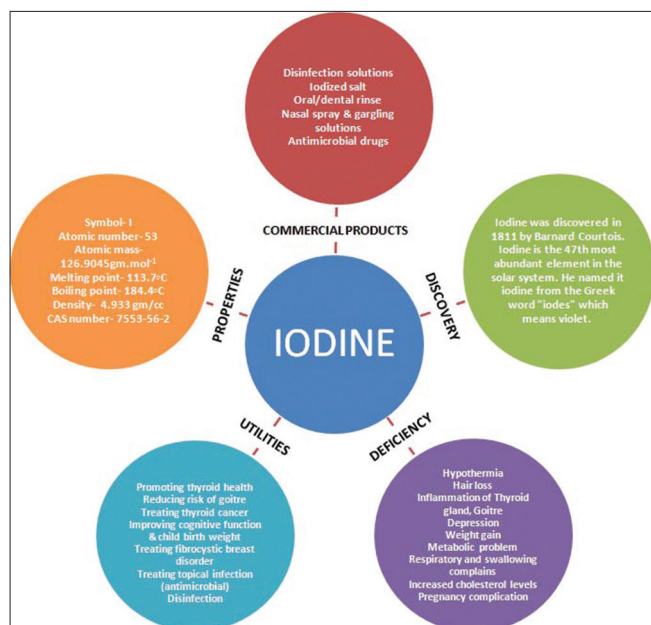 Disinfection solutions
Iodized salt
Oral/dental rinse
Nasal spray & gargling
solutions
Antimicrobial drugs
COMMERCIAL PRODUCTS
Symbol- I
Atomic number- 53
Atomic mass-
126.9045gm.mol-1
Melting point- 113.7°C
Boiling point- 184.4°C
Density- 4.933 gm/cc
CAS number- 7553-56-2
PROPERTIES
Iodine was discovered in
1811 by Barnard Courtois.
Iodine is the 47th most
abundant element in the
solar system. He named it
iodine from the Greek
word "iodes" which
means violet.
DISCOVERY
IODINE
UTILITIES
Promoting thyroid health
Reducing risk of goitre
Treating thyroid cancer
Improving cognitive function
& child birth weight
Treating fibrocystic breast
disorder
Treating topical infection
(antimicrobial)
Disinfection
DEFICIENCY
Hypothermia
Hair loss
Inflammation of Thyroid
gland, Goitre
Depression
Weight gain
Metabolic problem
Respiratory and swallowing
complains
Increased cholesterol levels
Pregnancy complication